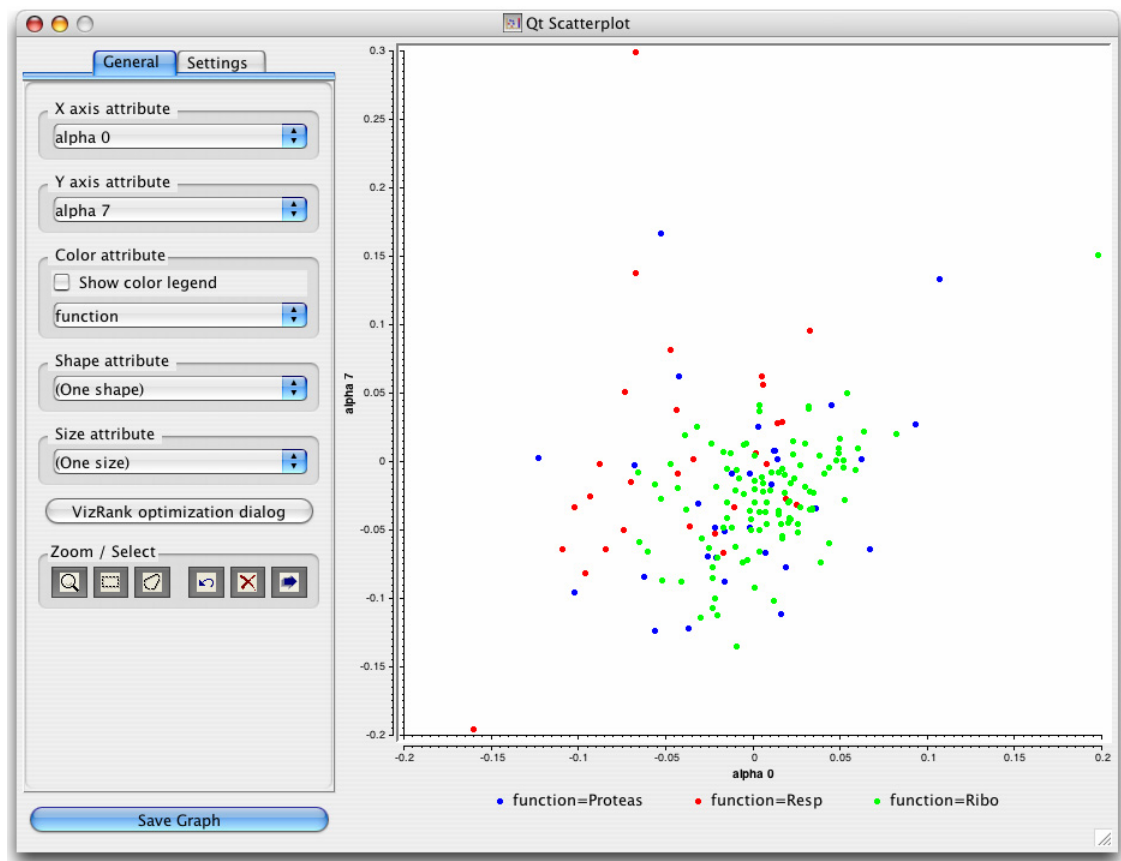 Qt Scatterplot
General Settings
X axis attribute
alpha 0
Y axis attribute
alpha 7
Color attribute
Show color legend
function
Shape attribute
(One shape)
Size attribute
(One size)
VizRank optimization dialog
Zoom / Select
Save Graph
0.3
0.25
0.2
0.15
0.1
0.05
0
-0.05
-0.1
-0.15
-0.2
alpha 7
-0.2 -0.15 -0.1 -0.05 0 0.05 0.1 0.15 0.2
alpha 0
function=Proteas function=Resp function=Ribo